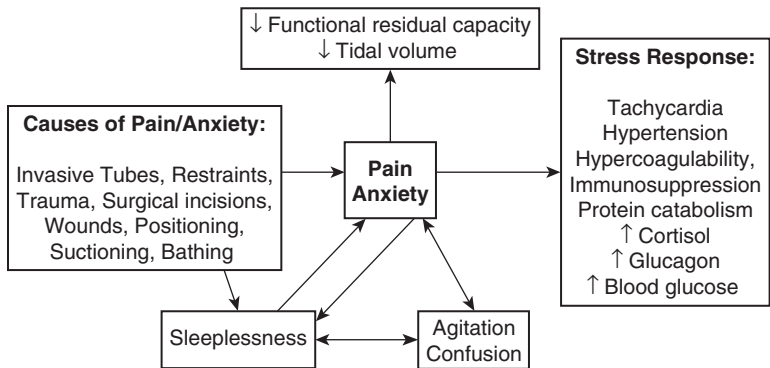 ↓ Functional residual capacity
↓ Tidal volume
Causes of Pain/Anxiety:
Invasive Tubes, Restraints,
Trauma, Surgical incisions,
Wounds, Positioning,
Suctioning, Bathing
Pain
Anxiety
Stress Response:
Tachycardia
Hypertension
Hypercoagulability,
Immunosuppression
Protein catabolism
↑ Cortisol
↑ Glucagon
↑ Blood glucose
Sleeplessness
Agitation
Confusion